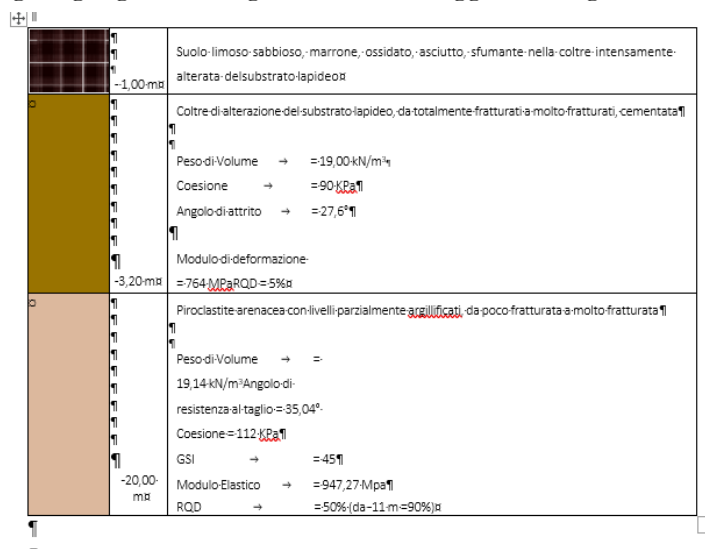 Suolo limoso sabbioso, marrone, ossidato, asciutto, sfumante nella coltre intensamente
alterata delsubstrato lapideo
- 1,00 m
Coltre di alterazione del substrato lapideo, da totalmente fratturati a molto fratturati, cementata
Peso di Volume → = 19,00 kN/m³
Coesione → = 90 KPa
Angolo di attrito → = 27,6°
Modulo di deformazione
= 764 MPaRQD = 5%
-3,20 m
Piroclastite arenacea con livelli parzialmente argillificati, da poco fratturata a molto fratturata
Peso di Volume → =
19,14 kN/m³Angolo di
resistenza al taglio = 35,04°
Coesione = 112 KPa
GSI → = 45
Modulo Elastico → = 947,27 Mpa
RQD → = 50% (da -11 m = 90%)
-20,00
m